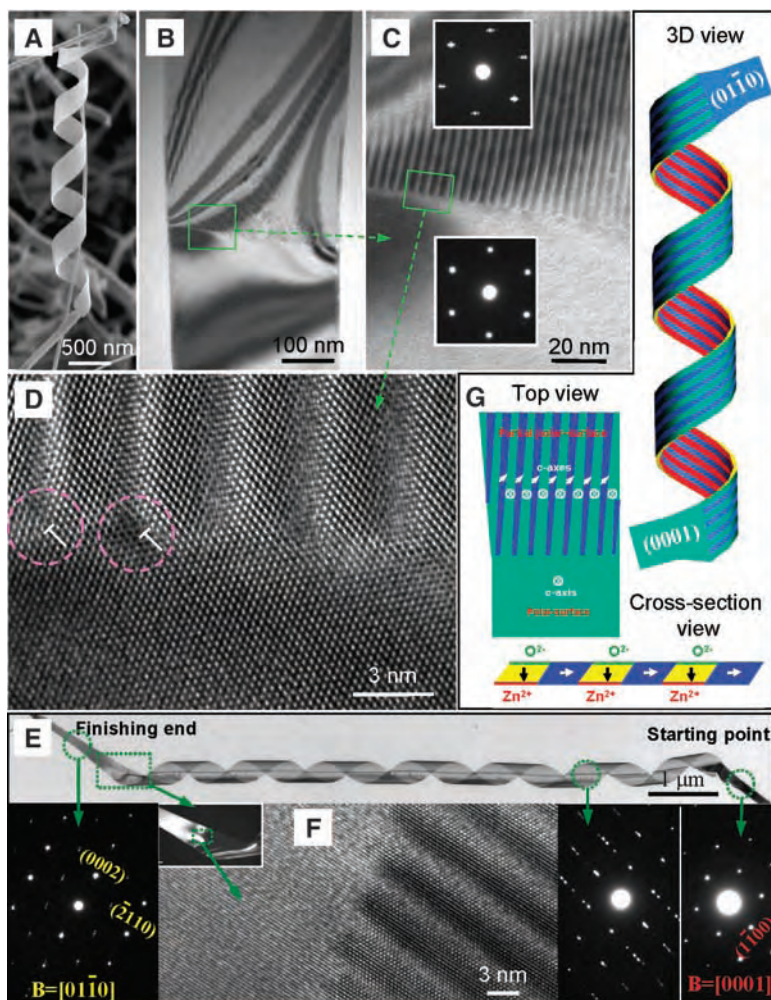 A
500 nm
B
100 nm
C
20 nm
3D view
(011̄0)
(0001)
D
3 nm
G
Top view
c-axes
c-axis
Cross-section
view
O²⁻ O²⁻ O²⁻
Zn²⁺ Zn²⁺ Zn²⁺
E
Finishing end
Starting point
1 μm
(0002)
(2̄110)
B=[011̄0]
F
3 nm
(1̄100)
B=[0001]